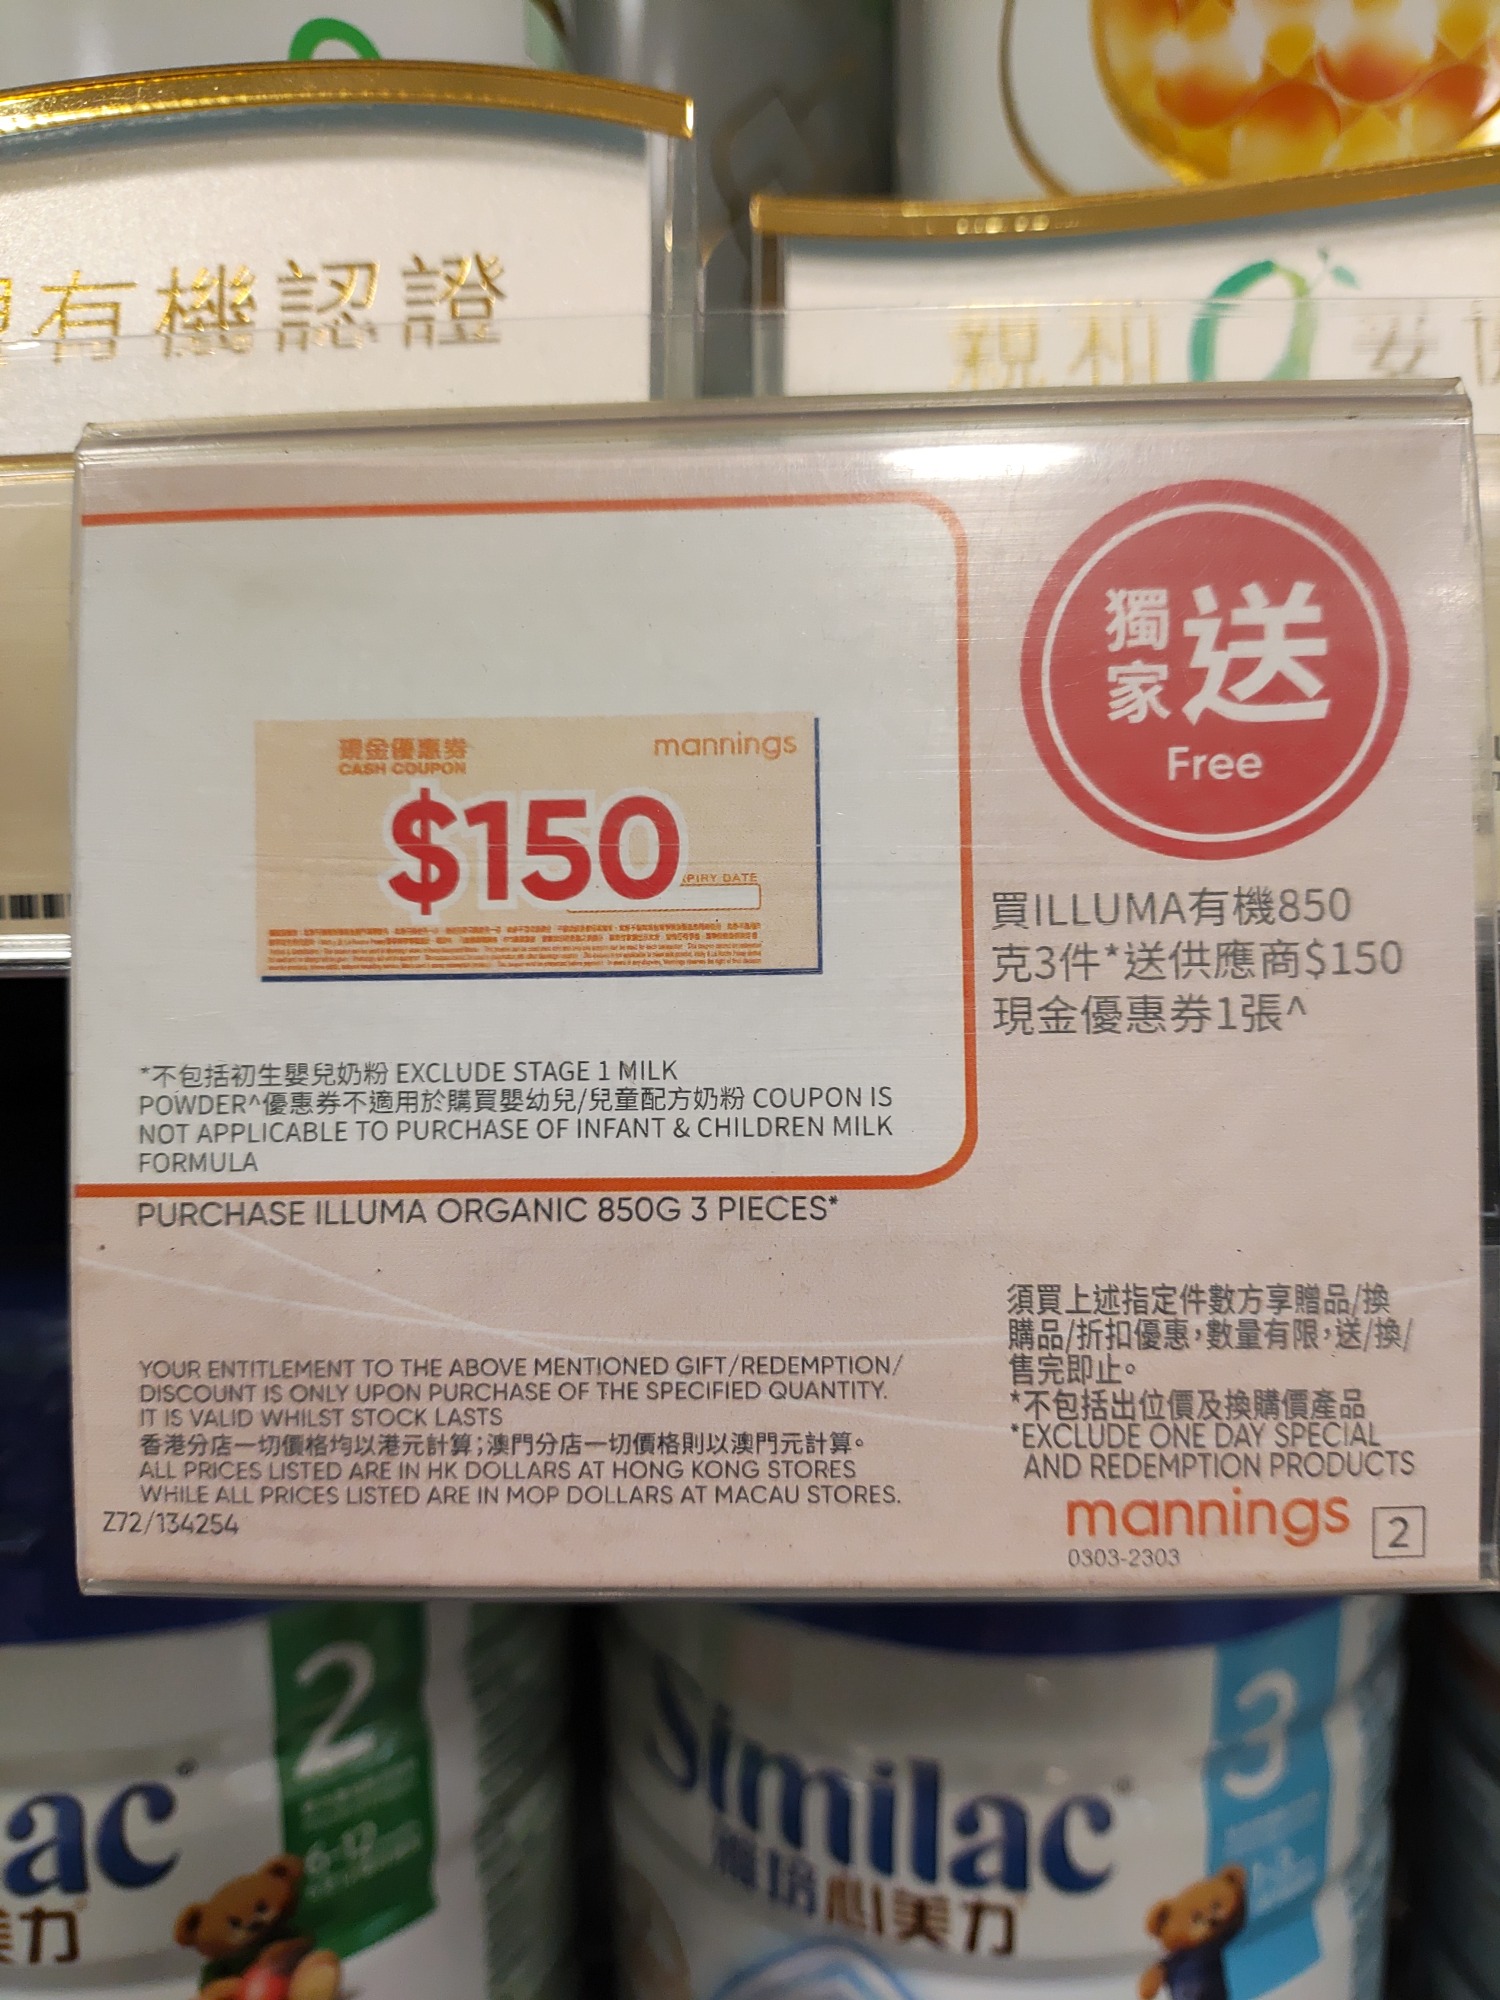 有機認證
親和
獨家送
Free
現金優惠券
CASH COUPON
mannings
$150
PIRY DATE
買ILLUMA有機850
克3件*送供應商$150
現金優惠券1張^
*不包括初生嬰兒奶粉 EXCLUDE STAGE 1 MILK
POWDER^優惠券不適用於購買嬰幼兒/兒童配方奶粉 COUPON IS
NOT APPLICABLE TO PURCHASE OF INFANT & CHILDREN MILK
FORMULA
PURCHASE ILLUMA ORGANIC 850G 3 PIECES*
須買上述指定件數方享贈品/換
購品/折扣優惠,數量有限,送/換/
售完即止。
*不包括出位價及換購價產品
*EXCLUDE ONE DAY SPECIAL
AND REDEMPTION PRODUCTS
YOUR ENTITLEMENT TO THE ABOVE MENTIONED GIFT/REDEMPTION/
DISCOUNT IS ONLY UPON PURCHASE OF THE SPECIFIED QUANTITY.
IT IS VALID WHILST STOCK LASTS
香港分店一切價格均以港元計算;澳門分店一切價格則以澳門元計算。
ALL PRICES LISTED ARE IN HK DOLLARS AT HONG KONG STORES
WHILE ALL PRICES LISTED ARE IN MOP DOLLARS AT MACAU STORES.
Z72/134254
mannings 2
0303-2303
2
6-12
ac
美力
Similac
雅培心美力
3